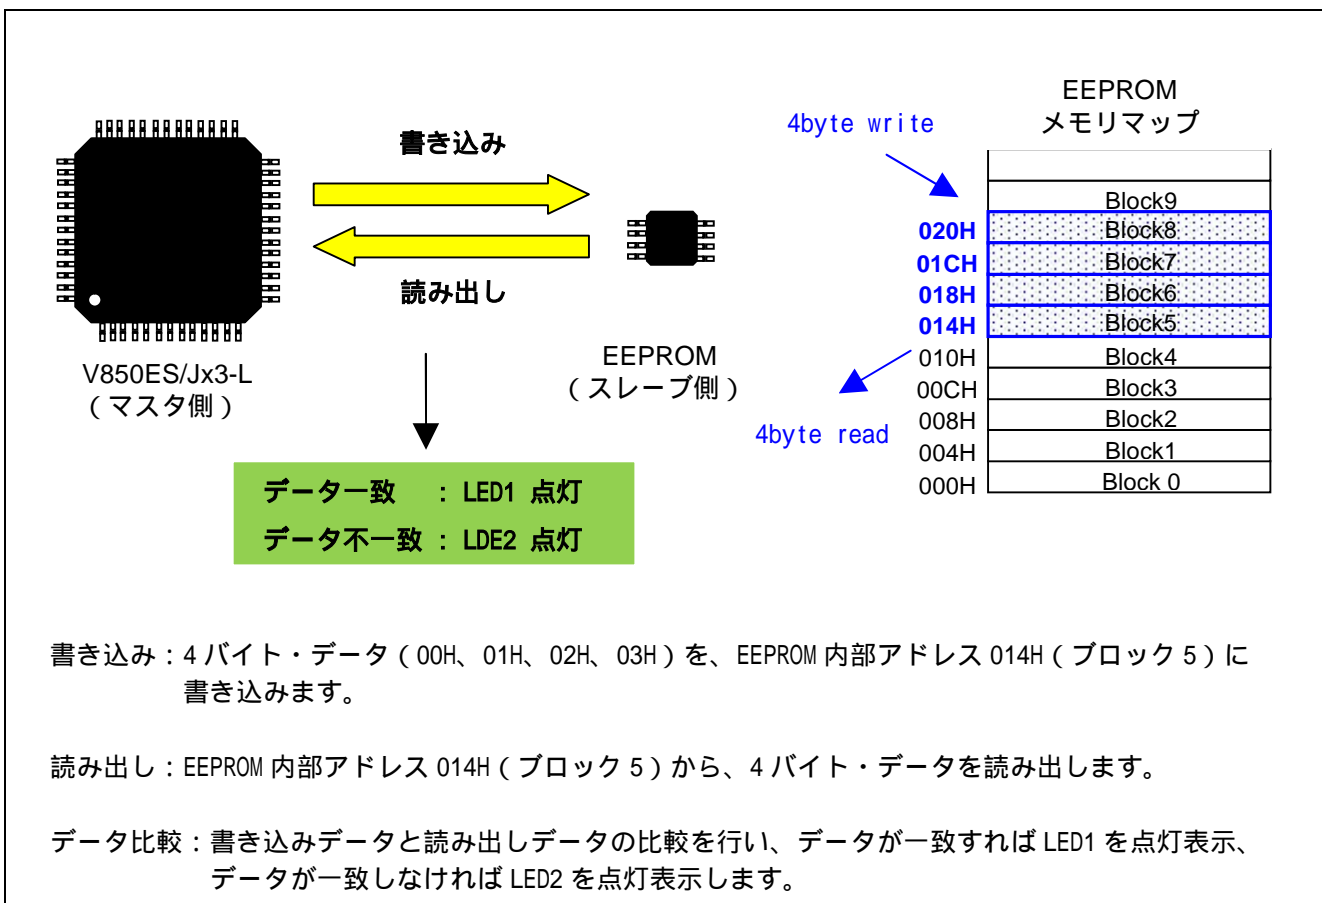 書き込み
読み出し
V850ES/Jx3-L
（マスタ側）
EEPROM
（スレーブ側）
データ一致　：LED1 点灯
データ不一致：LDE2 点灯
EEPROM
メモリマップ
4byte write
Block9
020H Block8
01CH Block7
018H Block6
014H Block5
010H Block4
00CH Block3
008H Block2
004H Block1
000H Block 0
4byte read
書き込み：4 バイト・データ（00H、01H、02H、03H）を、EEPROM 内部アドレス 014H（ブロック 5）に
書き込みます。
読み出し：EEPROM 内部アドレス 014H（ブロック 5）から、4 バイト・データを読み出します。
データ比較：書き込みデータと読み出しデータの比較を行い、データが一致すれば LED1 を点灯表示、
データが一致しなければ LED2 を点灯表示します。